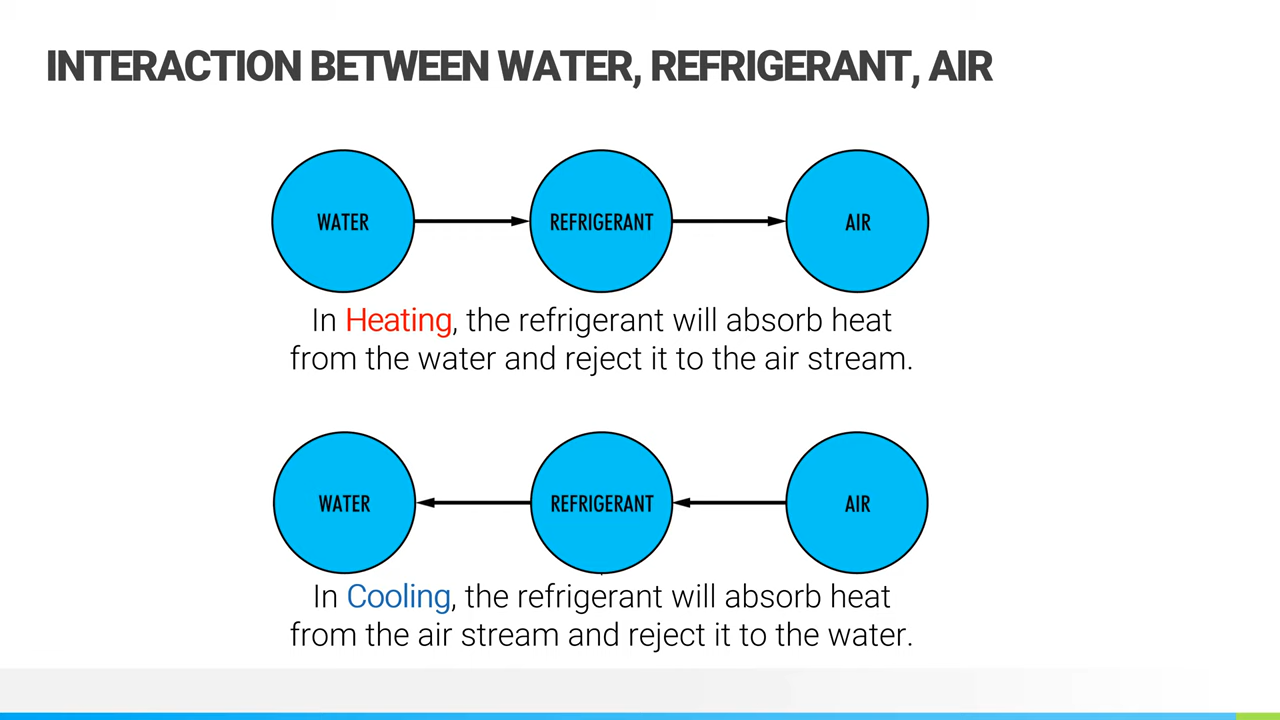 INTERACTION BETWEEN WATER, REFRIGERANT, AIR
WATER
REFRIGERANT
AIR
In Heating, the refrigerant will absorb heat
from the water and reject it to the air stream.
WATER
REFRIGERANT
AIR
In Cooling, the refrigerant will absorb heat
from the air stream and reject it to the water.